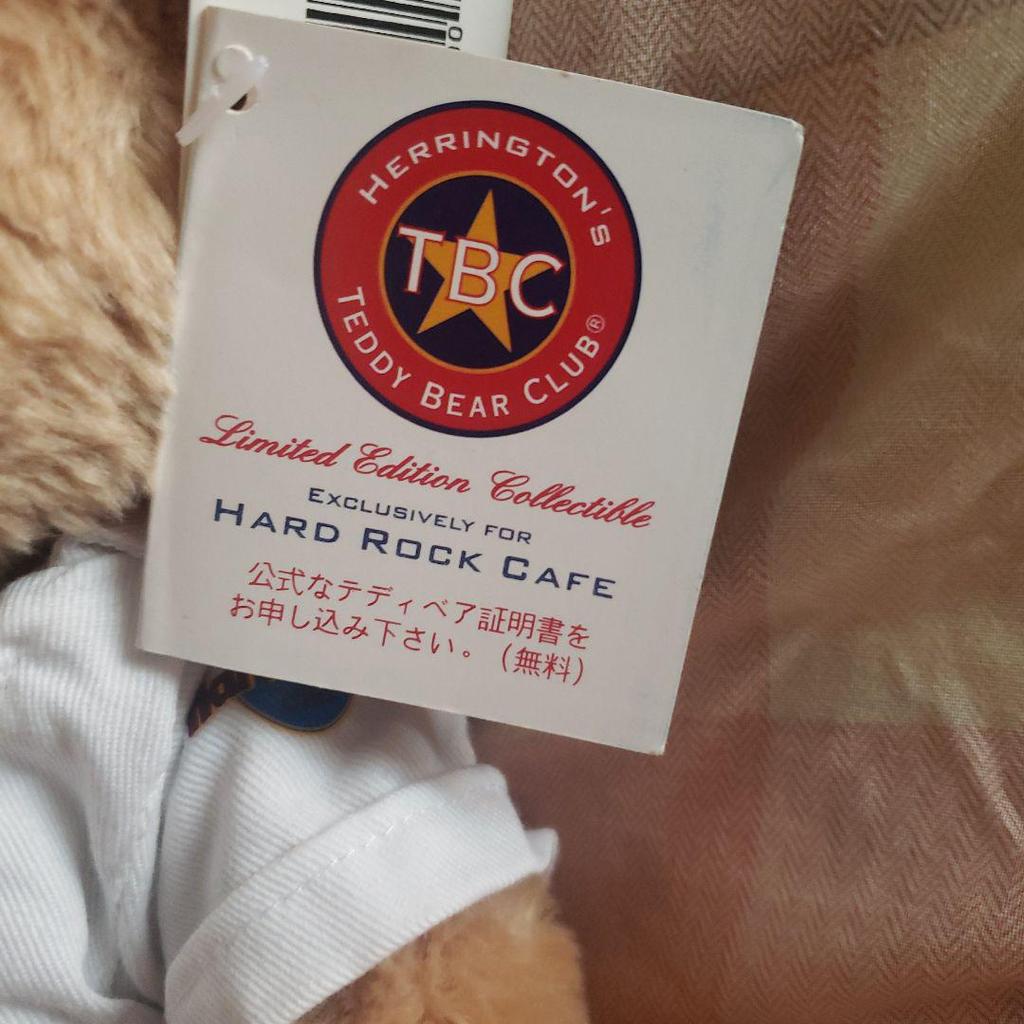 HERRINGTON'S
TBC
TEDDY BEAR CLUB®
Limited Edition Collectible
EXCLUSIVELY FOR
HARD ROCK CAFE
公式なテディベア証明書を
お申し込み下さい。（無料）